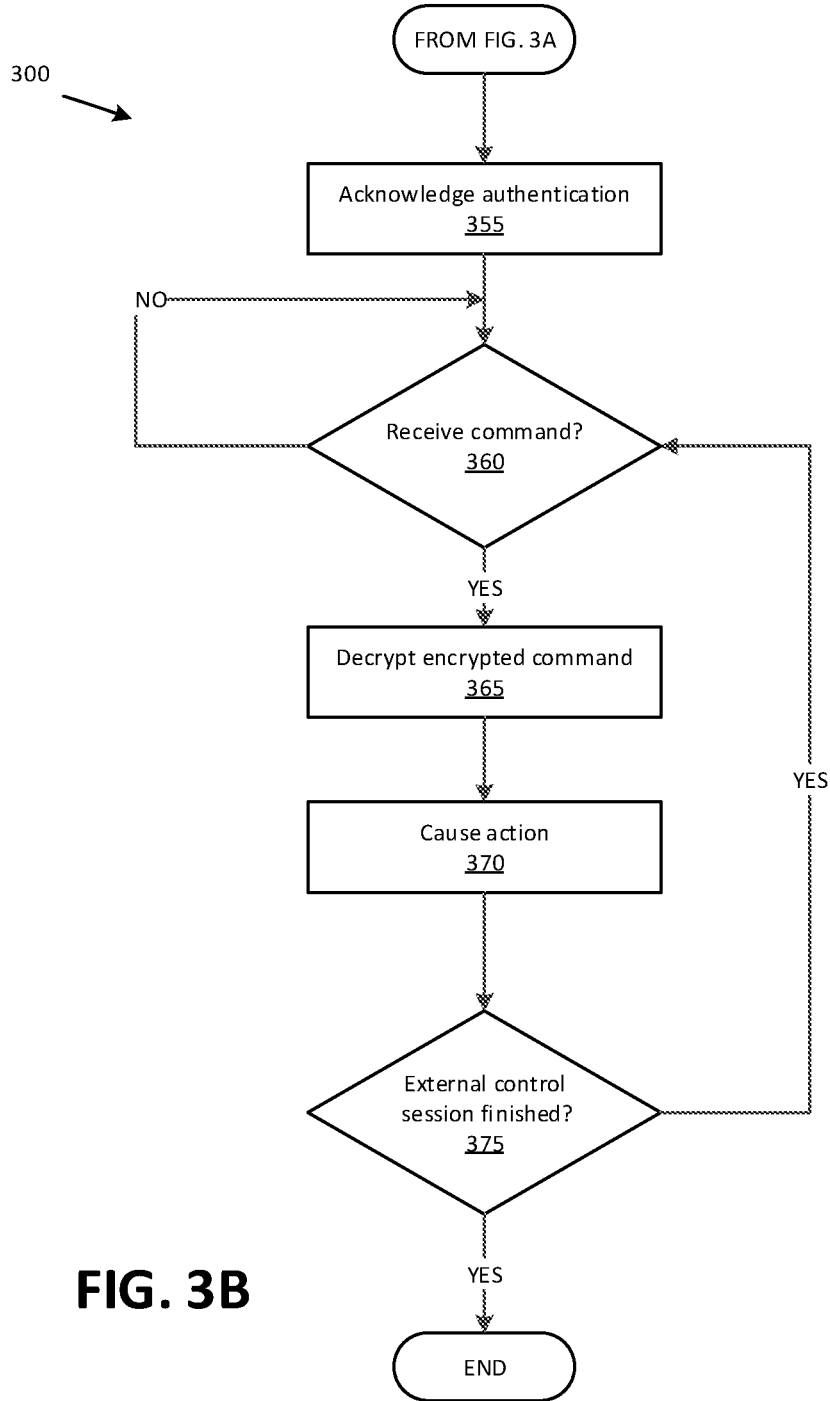 FROM FIG. 3A
300
Acknowledge authentication
355
NO
Receive command?
360
YES
Decrypt encrypted command
365
Cause action
370
YES
External control
session finished?
375
YES
FIG. 3B
END